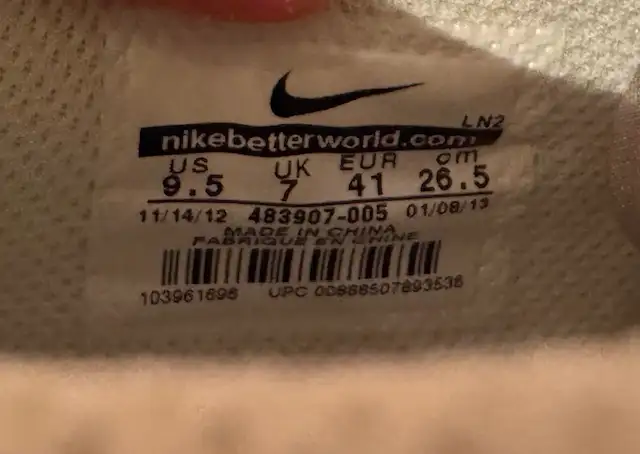 LN2
nikebetterworld.com
US UK EUR cm
9.5 7 41 26.5
11/14/12 483907-005 01/08/13
MADE IN CHINA
FABRIQUE EN CHINE
103961696 UPC 00886507893536